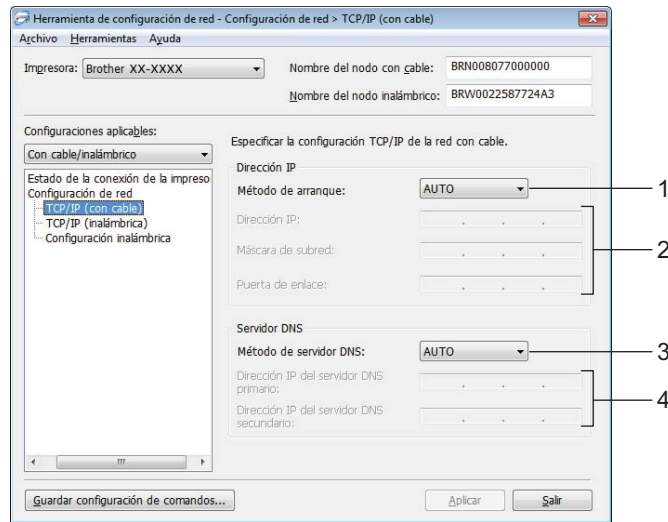 Herramienta de configuración de red - Configuración de red > TCP/IP (con cable)
Archivo Herramientas Ayuda
Impresora: Brother XX-XXXX
Nombre del nodo con cable: BRN008077000000
Nombre del nodo inalámbrico: BRW0022587724A3
Configuraciones aplicables:
Con cable/inalámbrico
Estado de la conexión de la impreso
Configuración de red
TCP/IP (con cable)
TCP/IP (inalámbrica)
Configuración inalámbrica
Especificar la configuración TCP/IP de la red con cable.
Dirección IP
Método de arranque: AUTO 1
Dirección IP: . . .
Máscara de subred: . . . 2
Puerta de enlace: . . .
Servidor DNS
Método de servidor DNS: AUTO 3
Dirección IP del servidor DNS
primario: . . .
4
Dirección IP del servidor DNS
secundario: . . .
Guardar configuración de comandos...
Aplicar
Salir